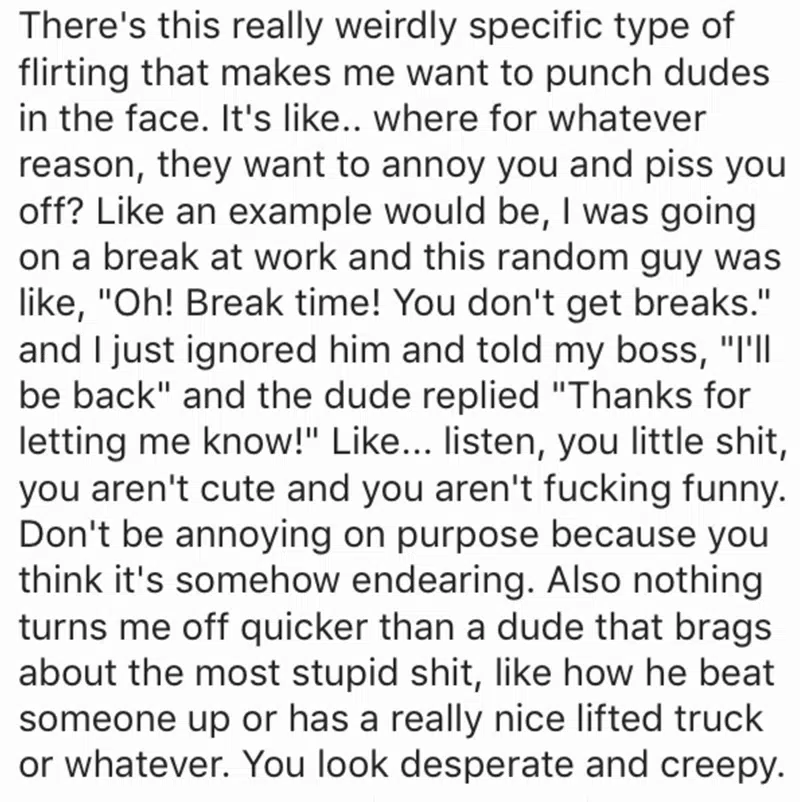 There's this really weirdly specific type of
flirting that makes me want to punch dudes
in the face. It's like.. where for whatever
reason, they want to annoy you and piss you
off? Like an example would be, I was going
on a break at work and this random guy was
like, "Oh! Break time! You don't get breaks."
and I just ignored him and told my boss, "I'll
be back" and the dude replied "Thanks for
letting me know!" Like... listen, you little shit,
you aren't cute and you aren't fucking funny.
Don't be annoying on purpose because you
think it's somehow endearing. Also nothing
turns me off quicker than a dude that brags
about the most stupid shit, like how he beat
someone up or has a really nice lifted truck
or whatever. You look desperate and creepy.